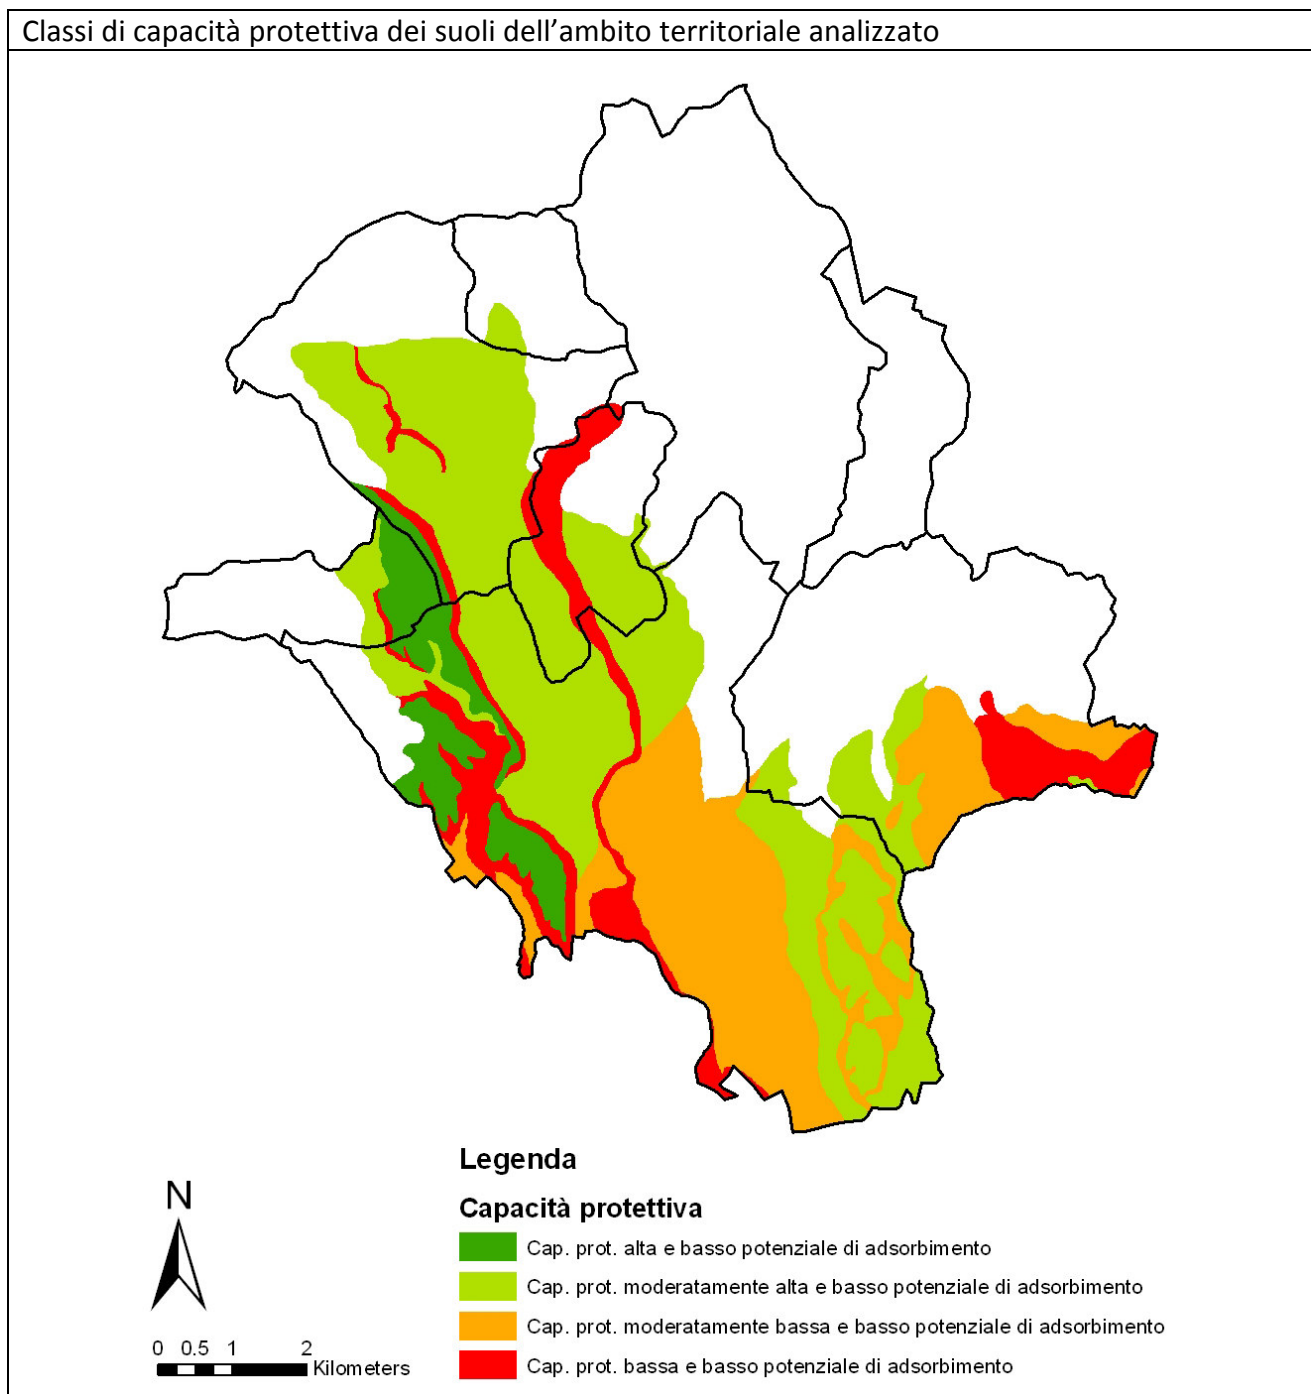 Classi di capacità protettiva dei suoli dell’ambito territoriale analizzato
Legenda
N
Capacità protettiva
Cap. prot. alta e basso potenziale di adsorbimento
Cap. prot. moderatamente alta e basso potenziale di adsorbimento
Cap. prot. moderatamente bassa e basso potenziale di adsorbimento
Cap. prot. bassa e basso potenziale di adsorbimento
0 0.5 1 2
Kilometers